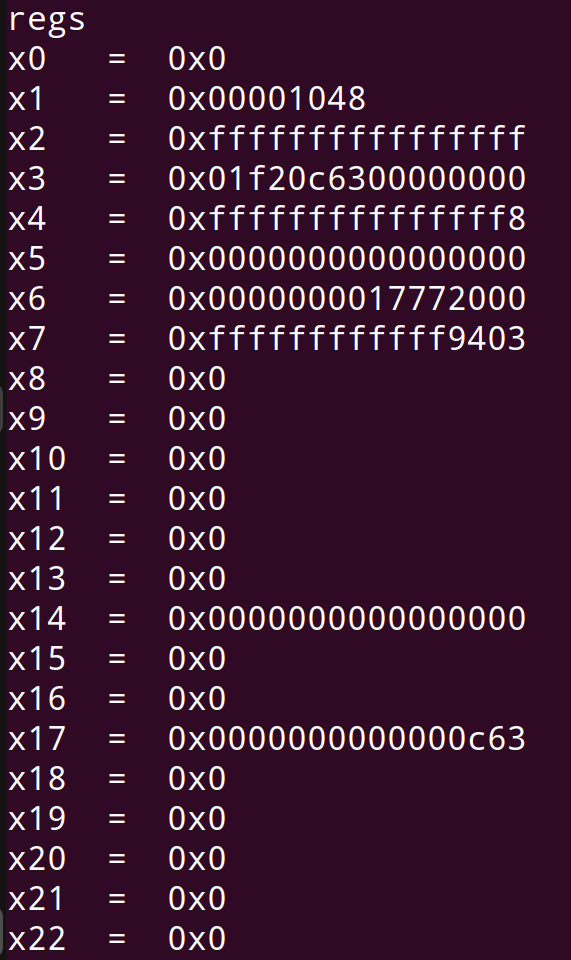 regs
x0   =  0x0
x1   =  0x00001048
x2   =  0xffffffffffffffff
x3   =  0x01f20c6300000000
x4   =  0xfffffffffffffff8
x5   =  0x0000000000000000
x6   =  0x0000000017772000
x7   =  0xffffffffffff9403
x8   =  0x0
x9   =  0x0
x10  =  0x0
x11  =  0x0
x12  =  0x0
x13  =  0x0
x14  =  0x0000000000000000
x15  =  0x0
x16  =  0x0
x17  =  0x0000000000000c63
x18  =  0x0
x19  =  0x0
x20  =  0x0
x21  =  0x0
x22  =  0x0